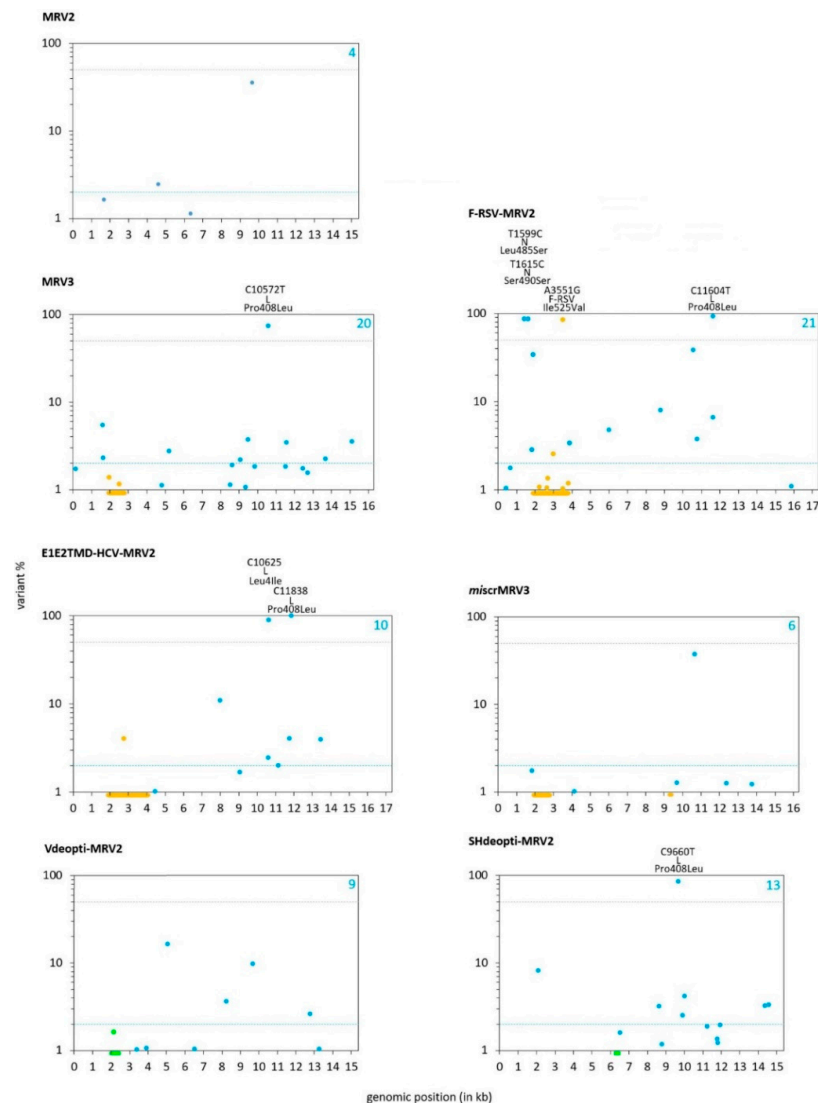 MRV2
4
100
10
1
0 1 2 3 4 5 6 7 8 9 10 11 12 13 14 15
MRV3
C10572T
L
Pro408Leu
20
100
10
1
0 1 2 3 4 5 6 7 8 9 10 11 12 13 14 15 16
F-RSV-MRV2
T1599C
N
Leu485Ser
T1615C
N
Ser490Ser
A3551G
F-RSV
Ile525Val
C11604T
L
Pro408Leu
21
100
10
1
0 1 2 3 4 5 6 7 8 9 10 11 12 13 14 15 16 17
variant %
E1E2TMD-HCV-MRV2
C10625
L
Leu4Ile
C11838
L
Pro408Leu
10
100
10
1
0 1 2 3 4 5 6 7 8 9 10 11 12 13 14 15 16 17
miscrMRV3
6
100
10
1
0 1 2 3 4 5 6 7 8 9 10 11 12 13 14 15 16
Vdeopti-MRV2
9
100
10
1
0 1 2 3 4 5 6 7 8 9 10 11 12 13 14 15
SHdeopti-MRV2
C9660T
L
Pro408Leu
13
100
10
1
0 1 2 3 4 5 6 7 8 9 10 11 12 13 14 15
genomic position (in kb)